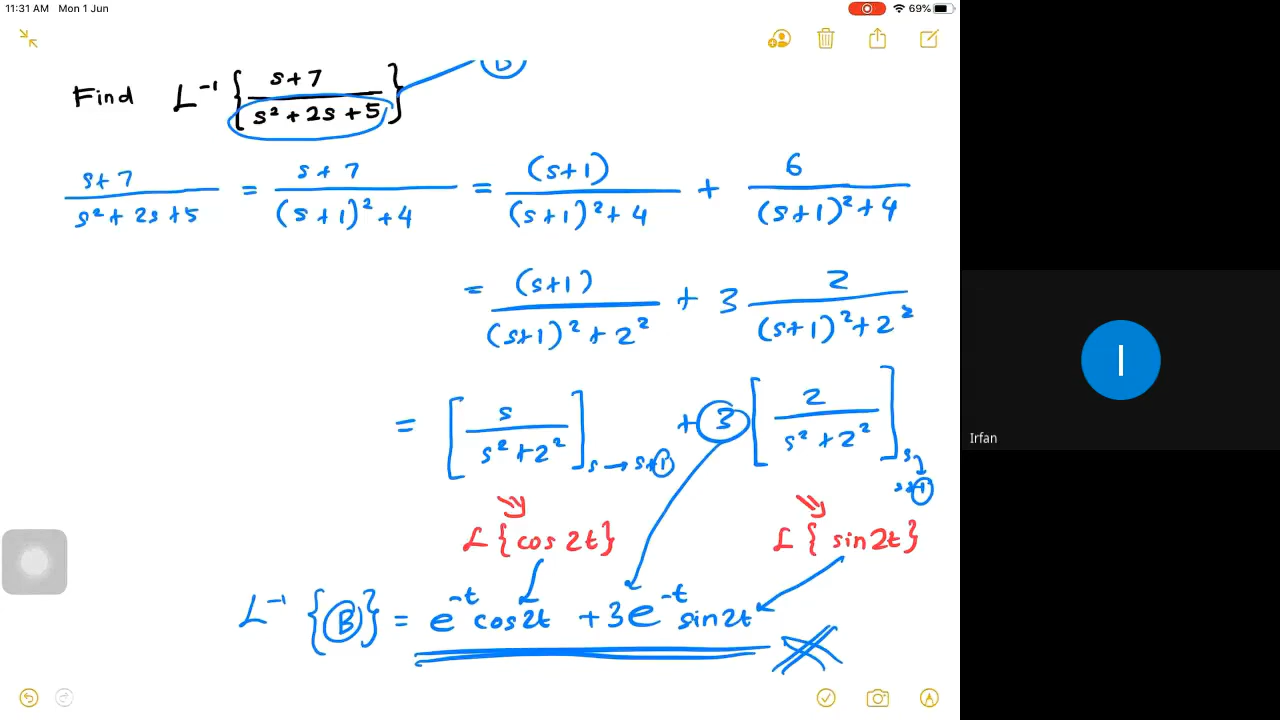 11:31 AM Mon 1 Jun 69%
Find L⁻¹ { (s+7) / (s² + 2s + 5) }
(s+7) / (s² + 2s + 5) = (s+7) / ((s+1)² + 4) = (s+1) / ((s+1)² + 4) + 6 / ((s+1)² + 4)
= (s+1) / ((s+1)² + 2²) + 3 2 / ((s+1)² + 2²)
= [ s / (s² + 2²) ] s → s+1 + 3 [ 2 / (s² + 2²) ] s → s+1
L{cos2t} L{sin2t}
L⁻¹ {B} = e^-t cos2t + 3e^-t sin2t
I
Irfan